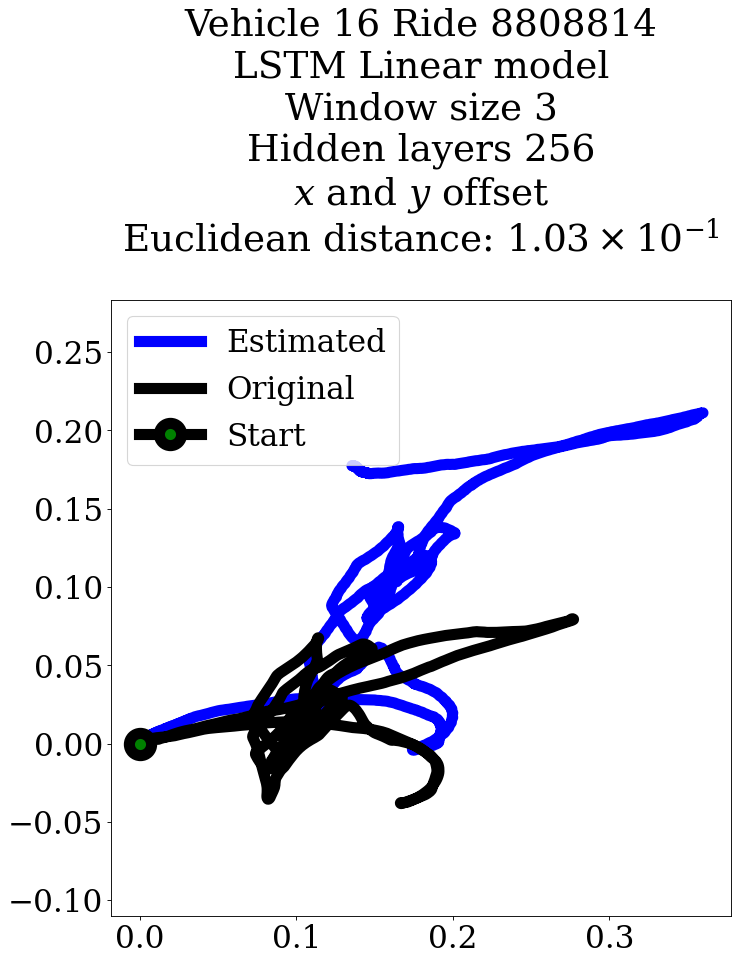 Vehicle 16 Ride 8808814
LSTM Linear model
Window size 3
Hidden layers 256
x and y offset
Euclidean distance: 1.03 × 10⁻¹
Estimated
Original
Start
0.25
0.20
0.15
0.10
0.05
0.00
−0.05
−0.10
0.0 0.1 0.2 0.3